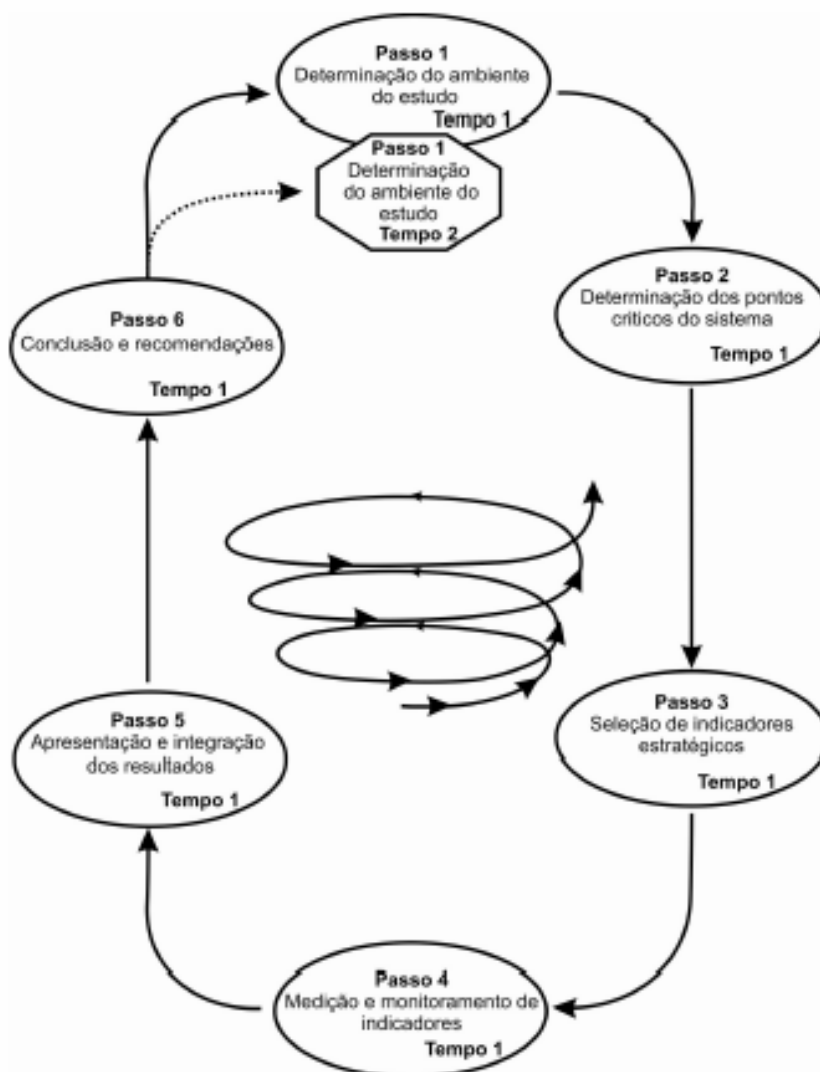 Passo 1
Determinação do ambiente
do estudo
Tempo 1
Passo 1
Determinação
do ambiente do
estudo
Tempo 2
Passo 2
Determinação dos pontos
críticos do sistema
Tempo 1
Passo 3
Seleção de indicadores
estratégicos
Tempo 1
Passo 4
Medição e monitoramento de
indicadores
Tempo 1
Passo 5
Apresentação e integração
dos resultados
Tempo 1
Passo 6
Conclusão e recomendações
Tempo 1